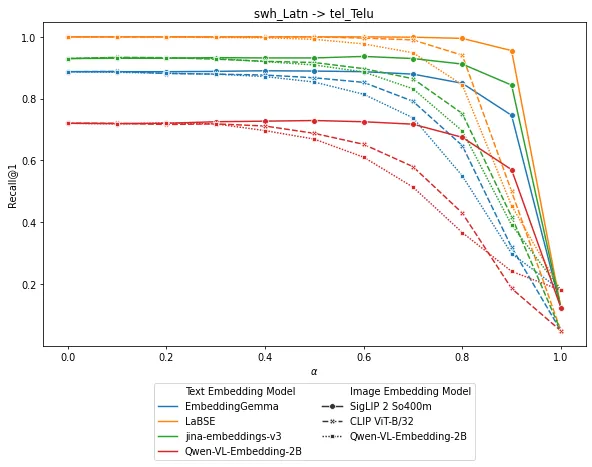 swh_Latn -> tel_Telu
Recall@1
1.0
0.8
0.6
0.4
0.2
0.0 0.2 0.4 0.6 0.8 1.0
α
Text Embedding Model Image Embedding Model
EmbeddingGemma SigLIP 2 So400m
LaBSE CLIP ViT-B/32
jina-embeddings-v3 Qwen-VL-Embedding-2B
Qwen-VL-Embedding-2B